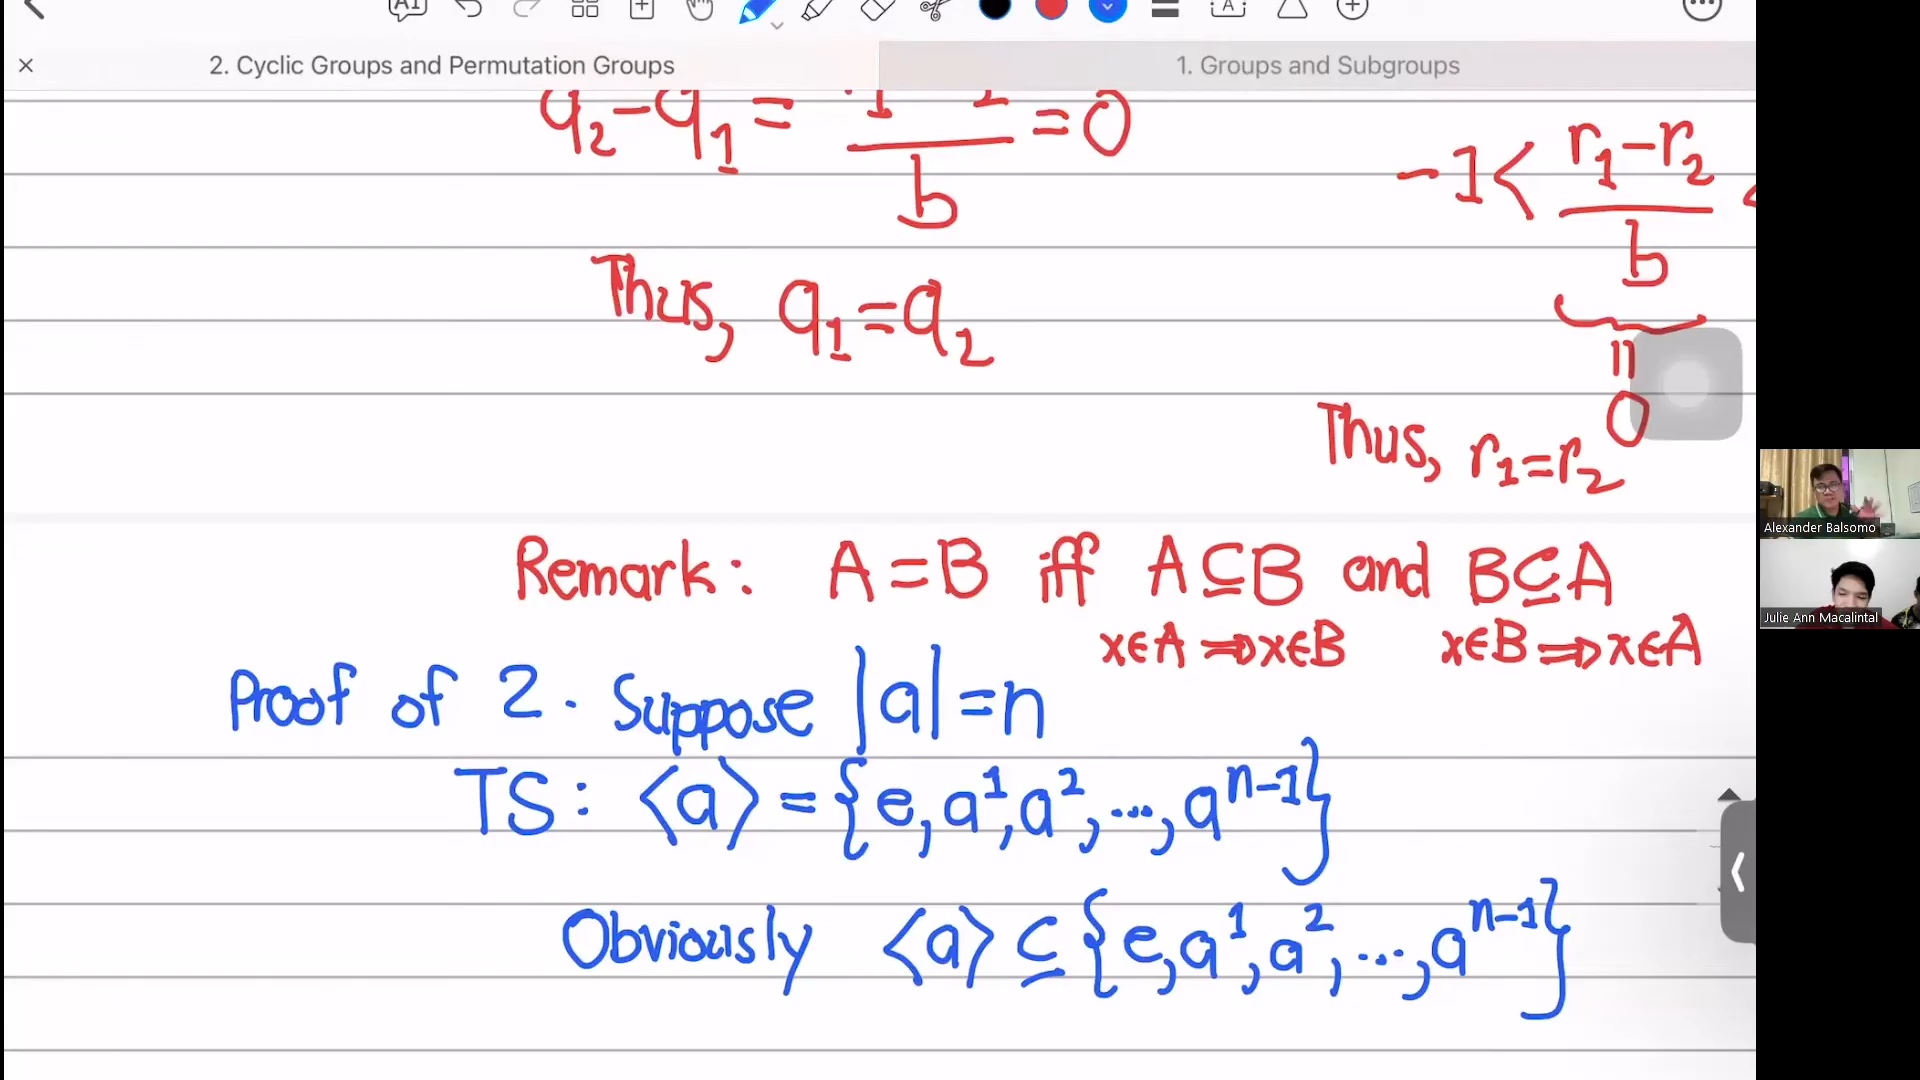 2. Cyclic Groups and Permutation Groups
1. Groups and Subgroups
q₂-q₁ = / b = 0
-1 < r₁-r₂ / b <
Thus, q₁=q₂
=
0
Thus, r₁=r₂
Remark: A=B iff A⊆B and B⊆A
x∈A ⇒ x∈B x∈B ⇒ x∈A
Proof of 2. Suppose |a|=n
TS: ⟨a⟩ = {e, a¹, a², ..., aⁿ⁻¹}
Obviously ⟨a⟩ ⊆ {e, a¹, a², ..., aⁿ⁻¹}
Alexander Balsomo
Julie Ann Macalintal